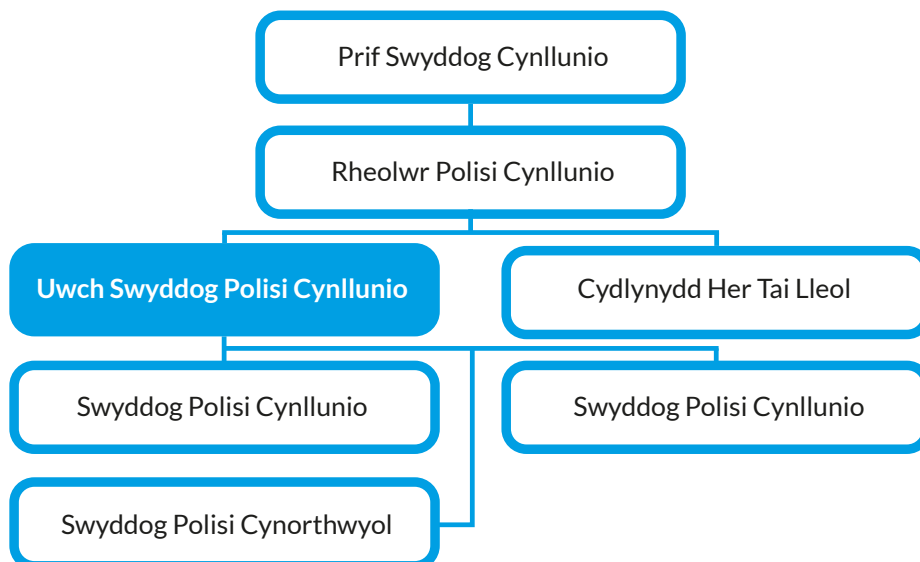 Prif Swyddog Cynllunio
Rheolwr Polisi Cynllunio
Uwch Swyddog Polisi Cynllunio
Cydlynydd Her Tai Lleol
Swyddog Polisi Cynllunio
Swyddog Polisi Cynllunio
Swyddog Polisi Cynorthwyol